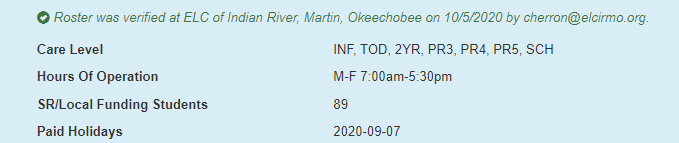 Roster was verified at ELC of Indian River, Martin, Okeechobee on 10/5/2020 by cherron@elcirmo.org.
Care Level INF, TOD, 2YR, PR3, PR4, PR5, SCH
Hours Of Operation M-F 7:00am-5:30pm
SR/Local Funding Students 89
Paid Holidays 2020-09-07